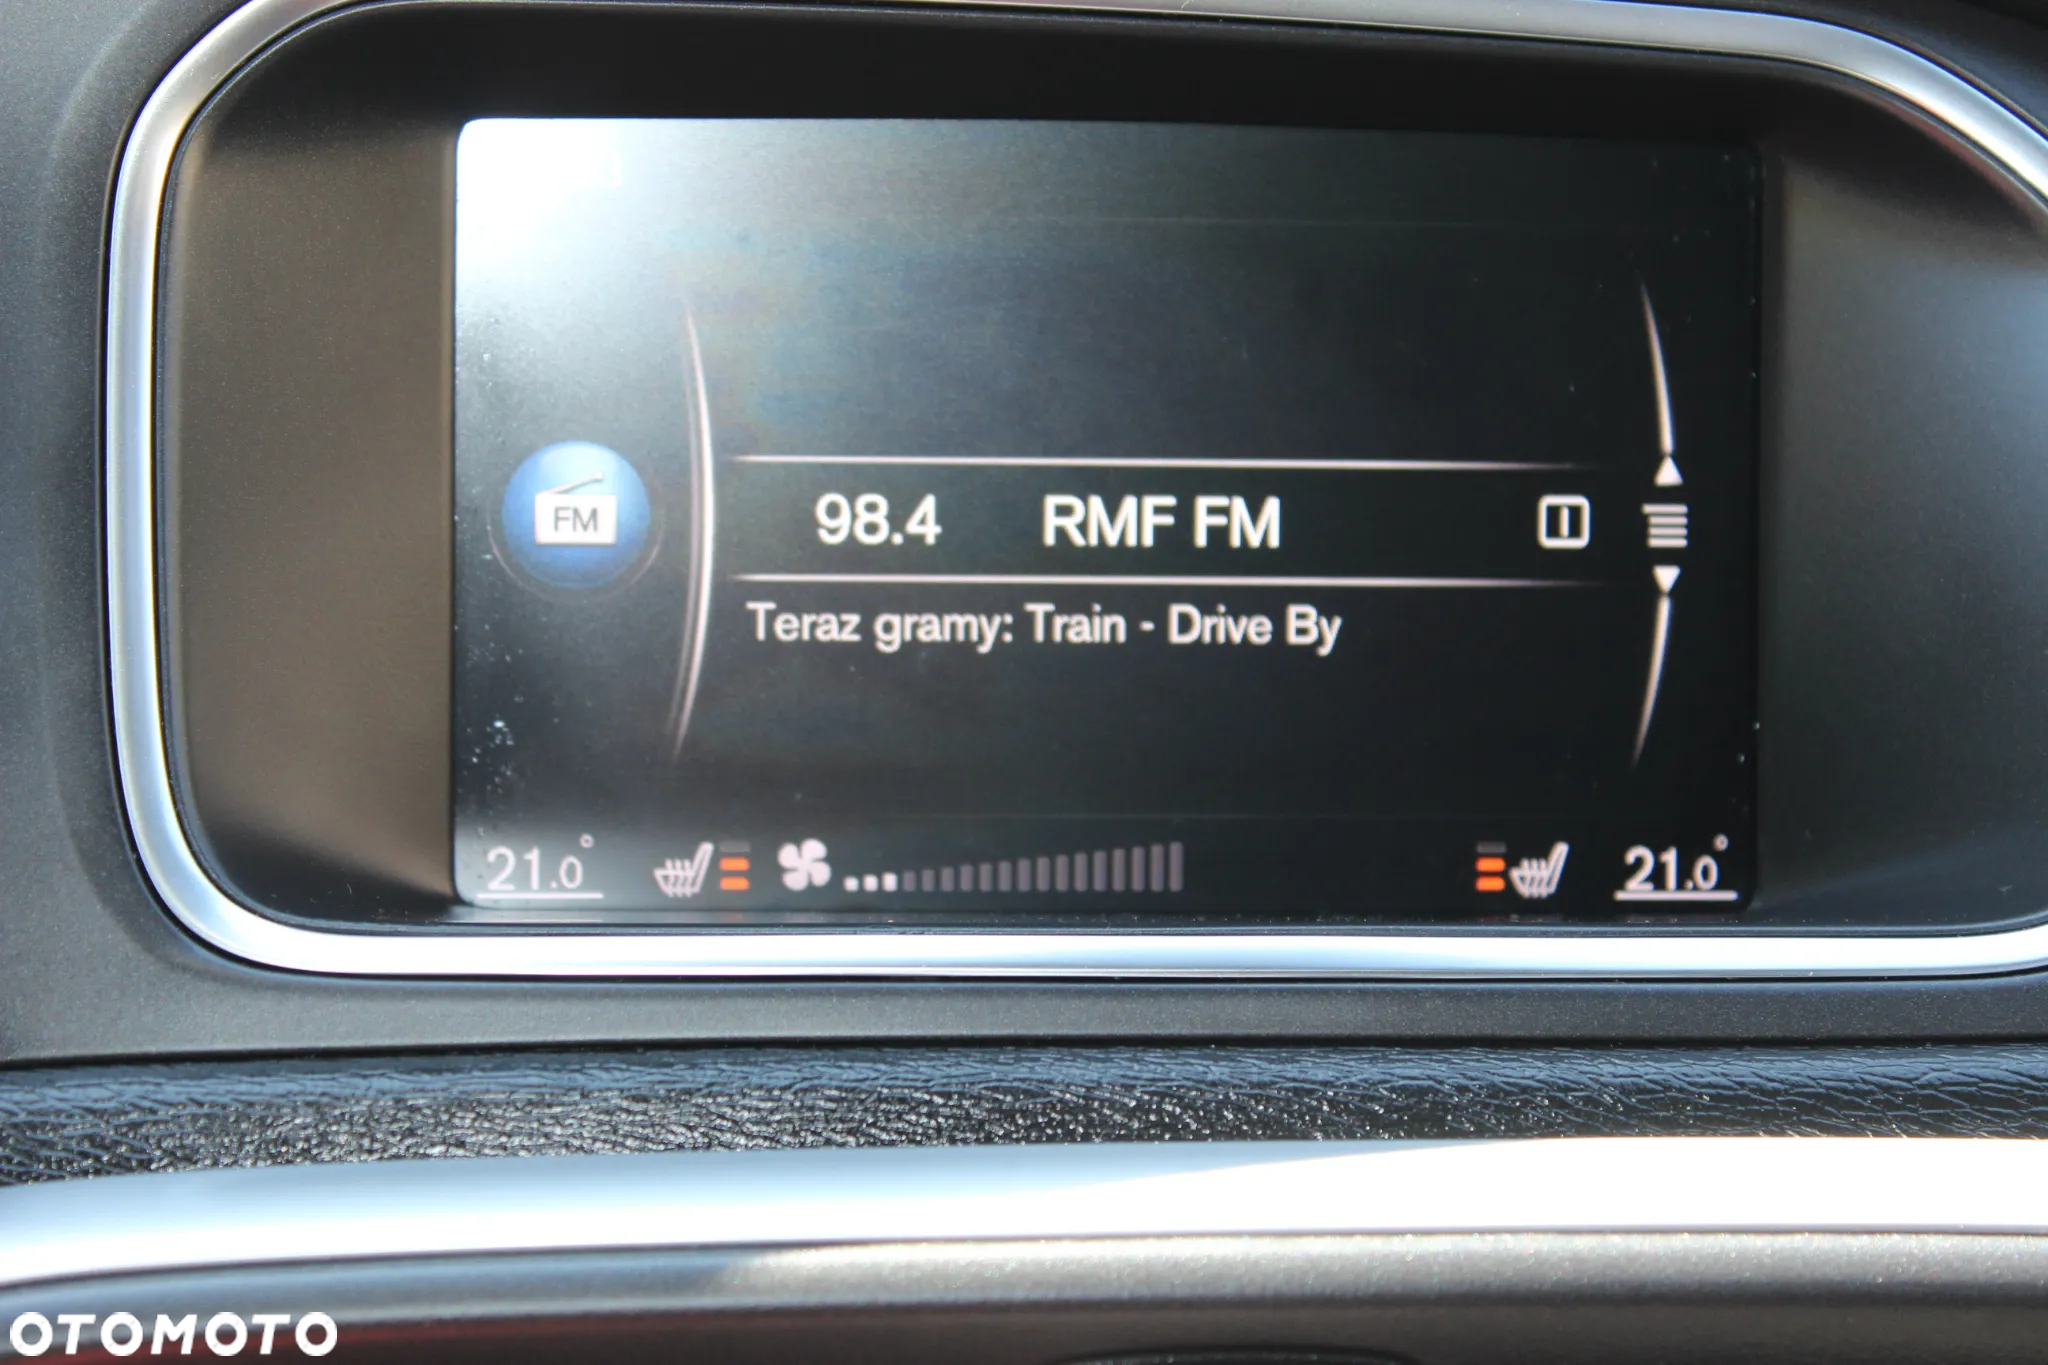 FM
98.4 RMF FM
Teraz gramy: Train - Drive By
21.0° 21.0°
OTOMOTO